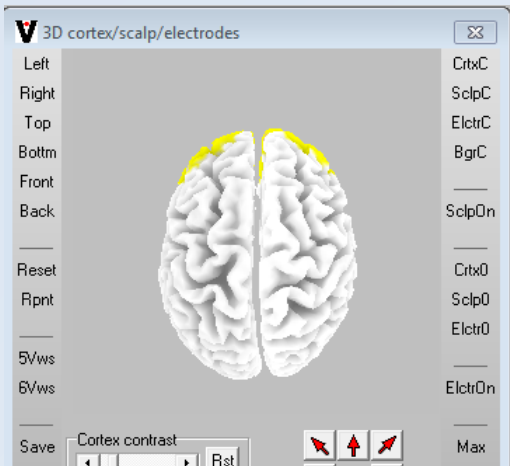 3D cortex/scalp/electrodes
Left
Right
Top
Bottm
Front
Back
Reset
Rpnt
5Vws
6Vws
Save
CrtxC
SclpC
ElctrC
BgrC
SclpOn
Crtx0
Sclp0
Elctr0
ElctrOn
Max
Cortex contrast
Rst